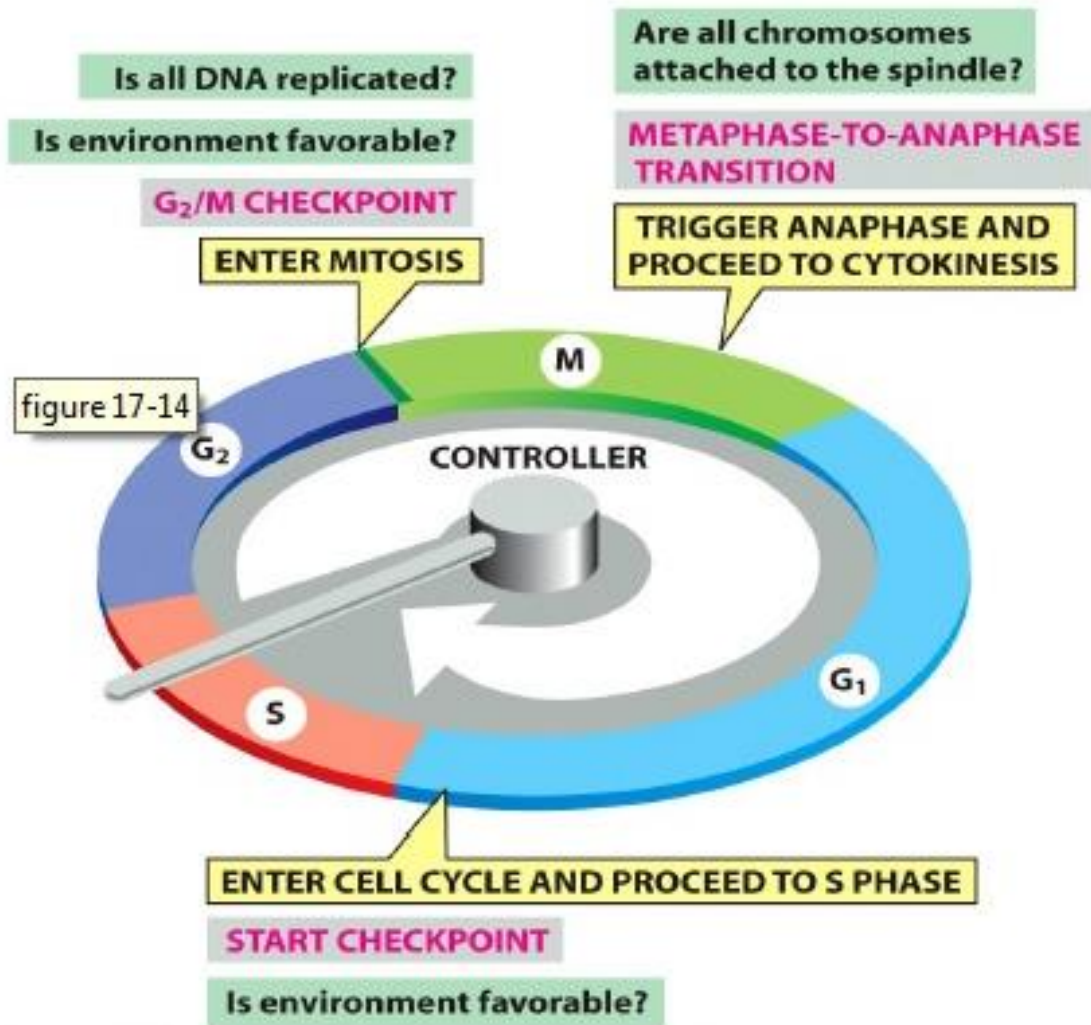 Is all DNA replicated?
Is environment favorable?
G₂/M CHECKPOINT
ENTER MITOSIS
Are all chromosomes
attached to the spindle?
METAPHASE-TO-ANAPHASE
TRANSITION
TRIGGER ANAPHASE AND
PROCEED TO CYTOKINESIS
M
figure 17-14
G₂
CONTROLLER
G₁
S
ENTER CELL CYCLE AND PROCEED TO S PHASE
START CHECKPOINT
Is environment favorable?